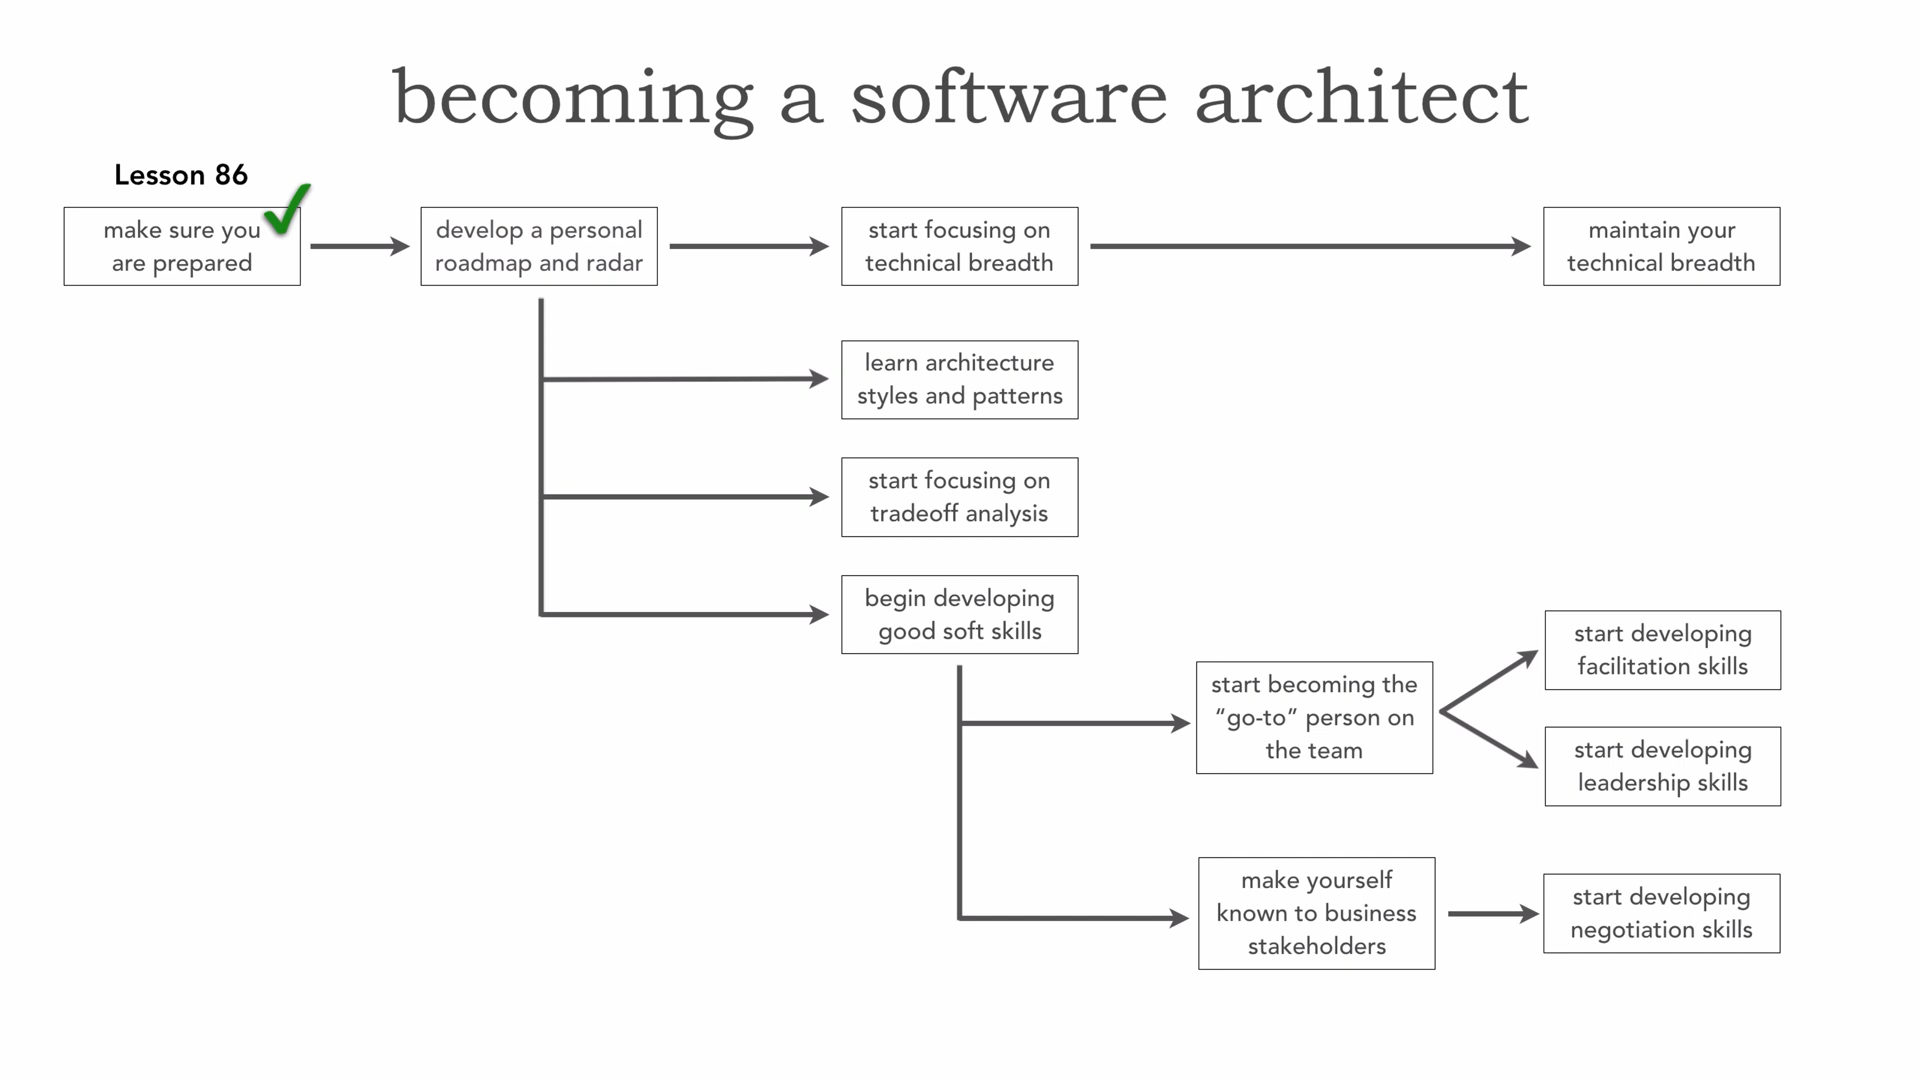 becoming a software architect
Lesson 86
make sure you
are prepared
develop a personal
roadmap and radar
start focusing on
technical breadth
maintain your
technical breadth
learn architecture
styles and patterns
start focusing on
tradeoff analysis
begin developing
good soft skills
start becoming the
“go-to” person on
the team
start developing
facilitation skills
start developing
leadership skills
make yourself
known to business
stakeholders
start developing
negotiation skills